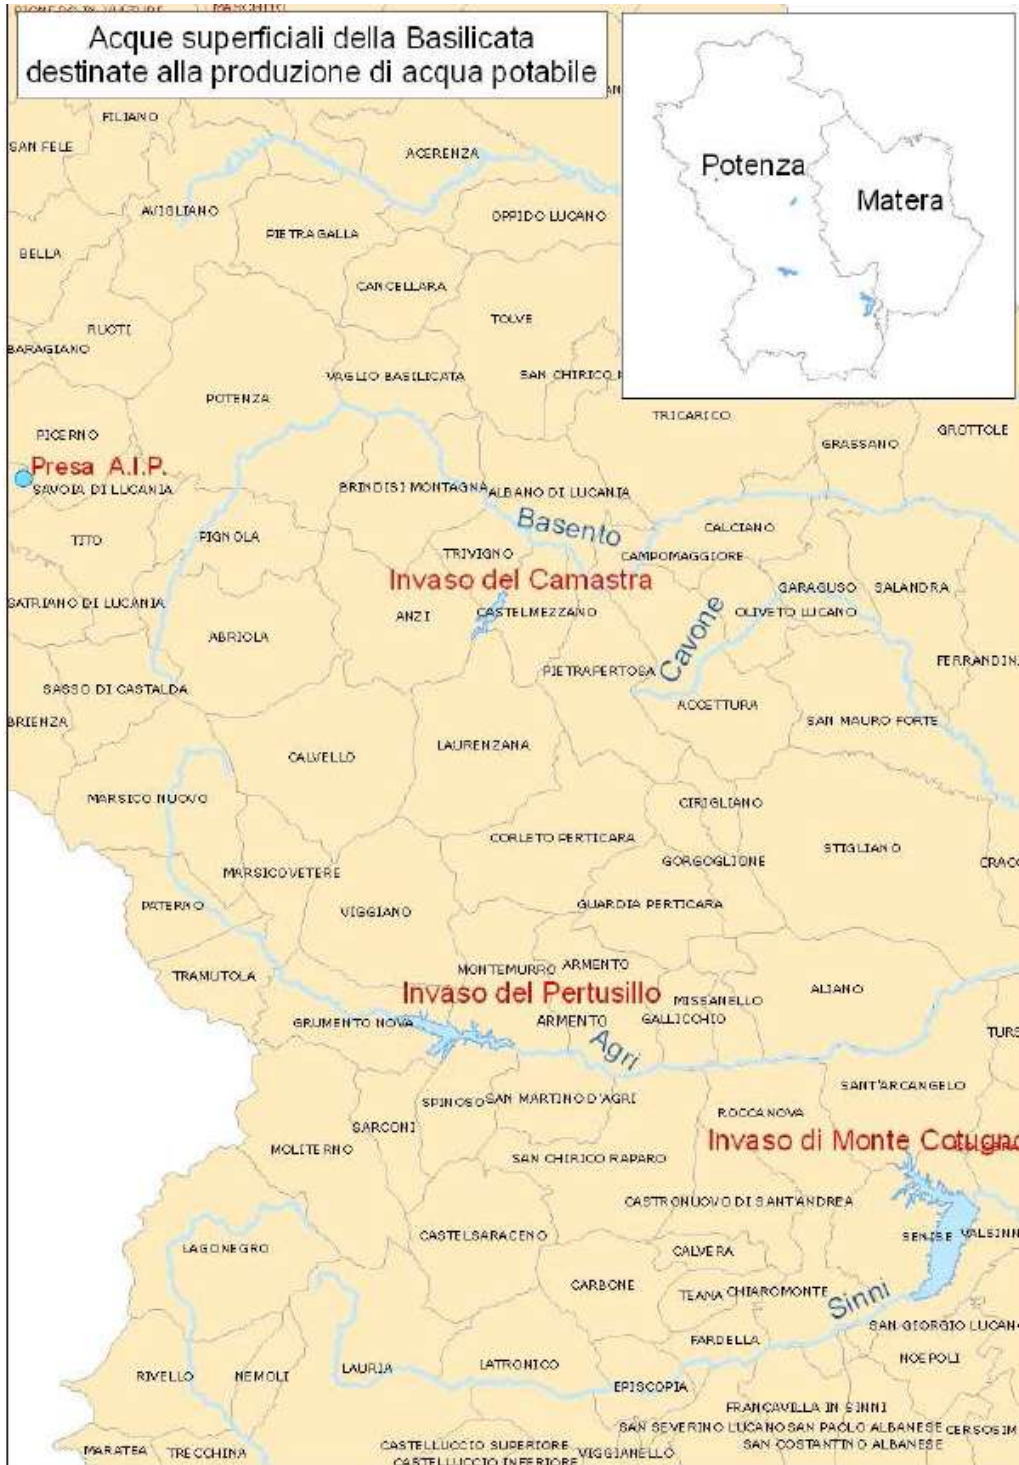 MASCHITO
Acque superficiali della Basilicata
destinate alla produzione di acqua potabile
Potenza
Matera
FILIANO
SAN FELE
ACERENZA
AVIGLIANO
OPPIDO LUCANO
PIETRAGALLA
BELLA
CANCELLARA
TOLVE
RUOTI
BARAGIANO
VAGLIO BASILICATA
SAN CHIRICO
POTENZA
TRICARICO
GROTTOLE
PICERNO
GRASSANO
Presa A.I.P.
SAVOIA DI LUCANIA
BRINDISI MONTAGNA
ALBANO DI LUCANIA
Basento
CALCIANO
TITO
PIGNOLA
TRIVIGNO
CAMPOMAGGIORE
Invaso del Camastra
GARAGUSO
SALANDRA
SATRIANO DI LUCANIA
ANZI
CASTELMEZZANO
OLIVETO LUCANO
ABRIOLA
Cavone
PIETRAPERTOSA
FERRANDIN
SASSO DI CASTALDA
ACCETTURA
BRIENZA
SAN MAURO FORTE
CALVELLO
LAURENZANA
MARSICO NUOVO
CIRIGLIANO
CORLETO PERTICARA
STIGLIANO
GORGOGLIONE
CRACO
MARSICOVETERE
PATERNO
VIGGIANO
GUARDIA PERTICARA
TRAMUTOLA
MONTEMURRO
ARMENTO
ALIANO
Invaso del Pertusillo
MISSANELLO
GRUMENTO NOVA
ARMENTO
GALLICCHIO
TURS
Agri
SANT'ARCANGELO
SPINOSO
SAN MARTINO D'AGRI
ROCCANOVA
SARCONI
MOLITERNO
Invaso di Monte Cotugno
SAN CHIRICO RAPARO
CASTRONUOVO DI SANT'ANDREA
CASTELSARACENO
SENISE
VALSINN
LAGONEGRO
CALVERA
CARBONE
TEANA
CHIAROMONTE
Sinni
SAN GIORGIO LUCAN
FARDELLA
NOEPOLI
RIVELLO
NEMOLI
LAURIA
LATRONICO
EPISCOPIA
FRANCAVILLA IN SINNI
SAN SEVERINO LUCANO
SAN PAOLO ALBANESE
CERSOSIM
MARATEA
TRECCHINA
CASTELLUCCIO SUPERIORE
VIGGIANELLO
SAN COSTANTINO ALBANESE
CASTELLUCCIO INFERIORE